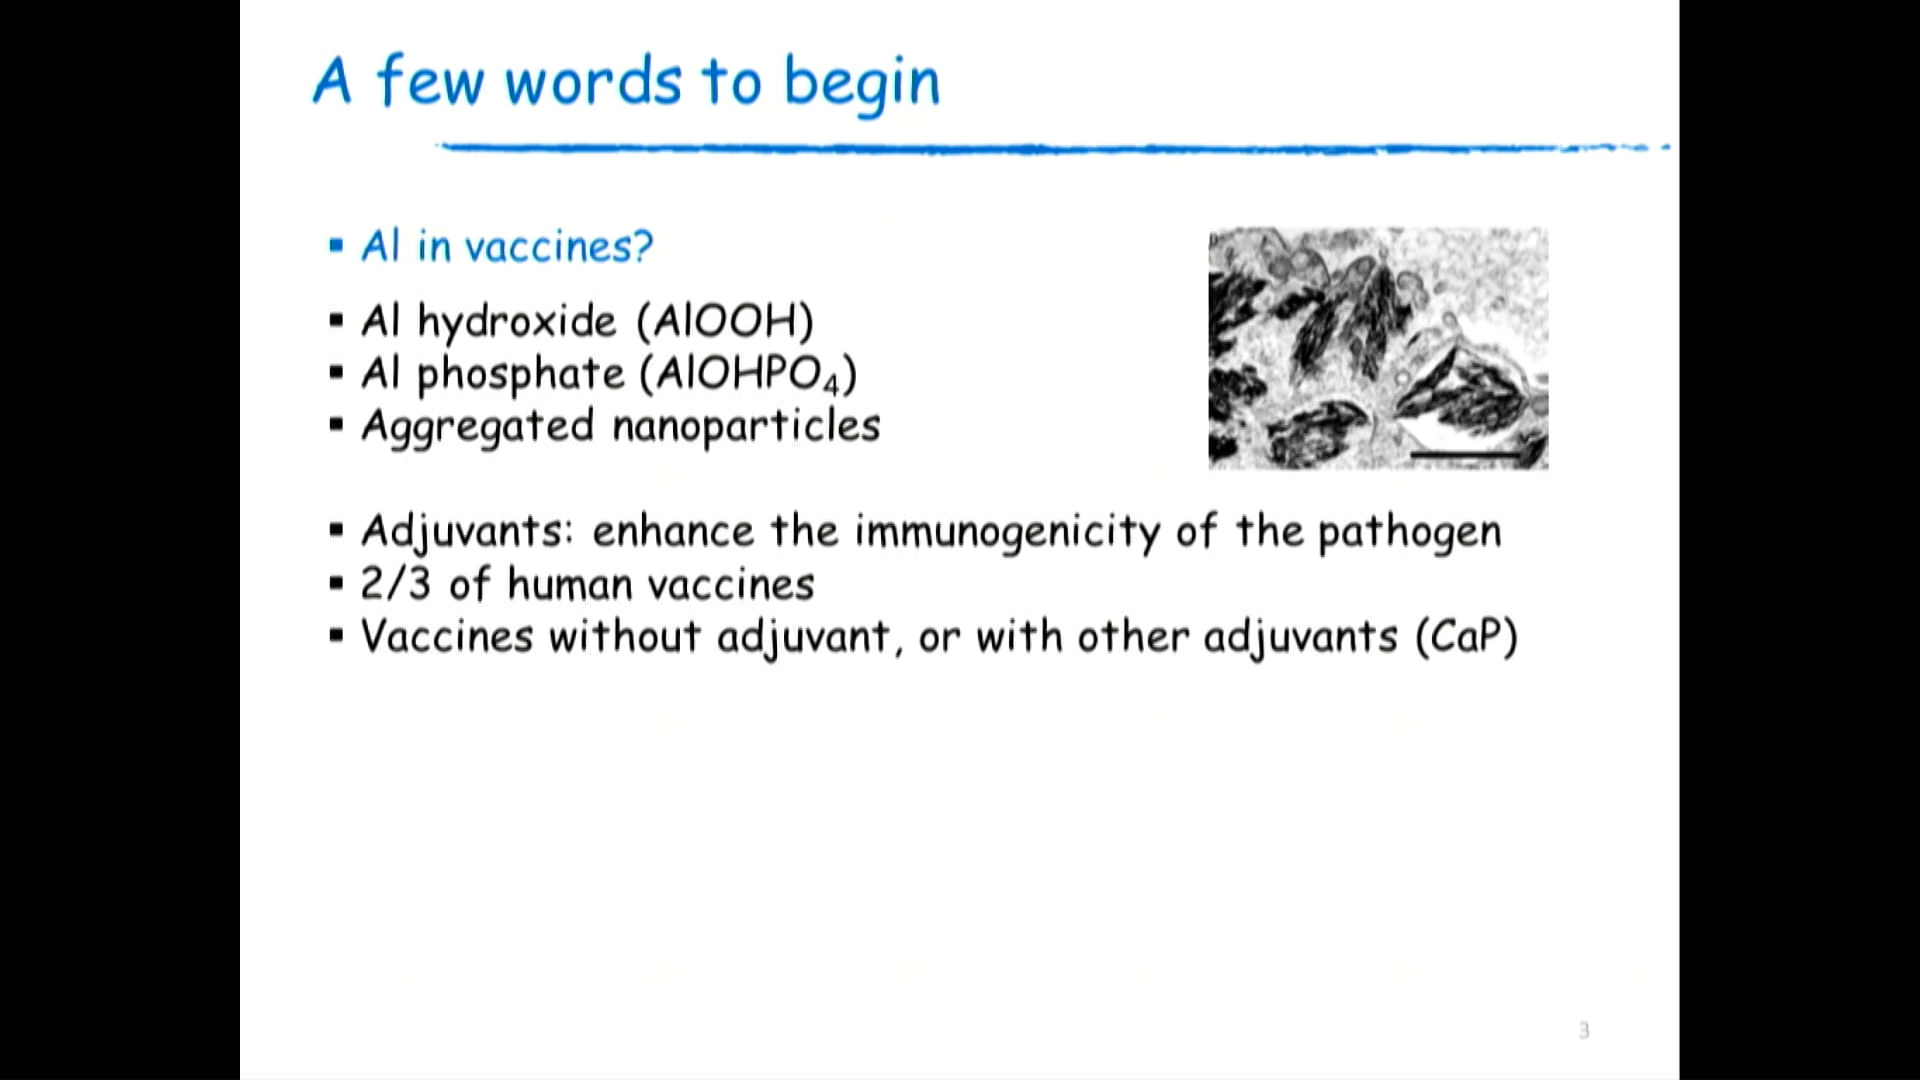 A few words to begin
▪ Al in vaccines?
▪ Al hydroxide (AlOOH)
▪ Al phosphate (AlOHPO₄)
▪ Aggregated nanoparticles
▪ Adjuvants: enhance the immunogenicity of the pathogen
▪ 2/3 of human vaccines
▪ Vaccines without adjuvant, or with other adjuvants (CaP)
3